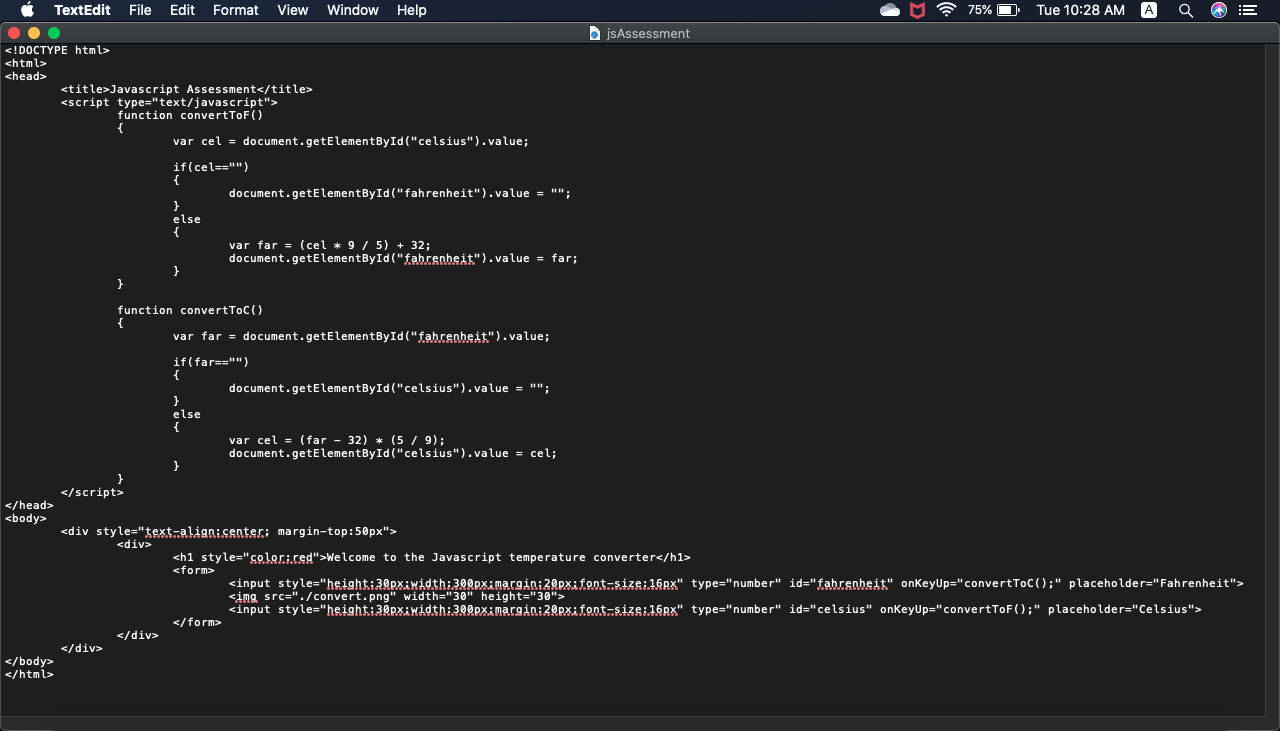 TextEdit File Edit Format View Window Help 75% Tue 10:28 AM A
jsAssessment
<!DOCTYPE html>
<html>
<head>
<title>Javascript Assessment</title>
<script type="text/javascript">
function convertToF()
{
var cel = document.getElementById("celsius").value;
if(cel=="")
{
document.getElementById("fahrenheit").value = "";
}
else
{
var far = (cel * 9 / 5) + 32;
document.getElementById("fahrenheit").value = far;
}
}
function convertToC()
{
var far = document.getElementById("fahrenheit").value;
if(far=="")
{
document.getElementById("celsius").value = "";
}
else
{
var cel = (far - 32) * (5 / 9);
document.getElementById("celsius").value = cel;
}
}
</script>
</head>
<body>
<div style="text-align:center; margin-top:50px">
<div>
<h1 style="color:red">Welcome to the Javascript temperature converter</h1>
<form>
<input style="height:30px;width:300px;margin:20px;font-size:16px" type="number" id="fahrenheit" onKeyUp="convertToC();" placeholder="Fahrenheit">
<img src="./convert.png" width="30" height="30">
<input style="height:30px;width:300px;margin:20px;font-size:16px" type="number" id="celsius" onKeyUp="convertToF();" placeholder="Celsius">
</form>
</div>
</div>
</body>
</html>